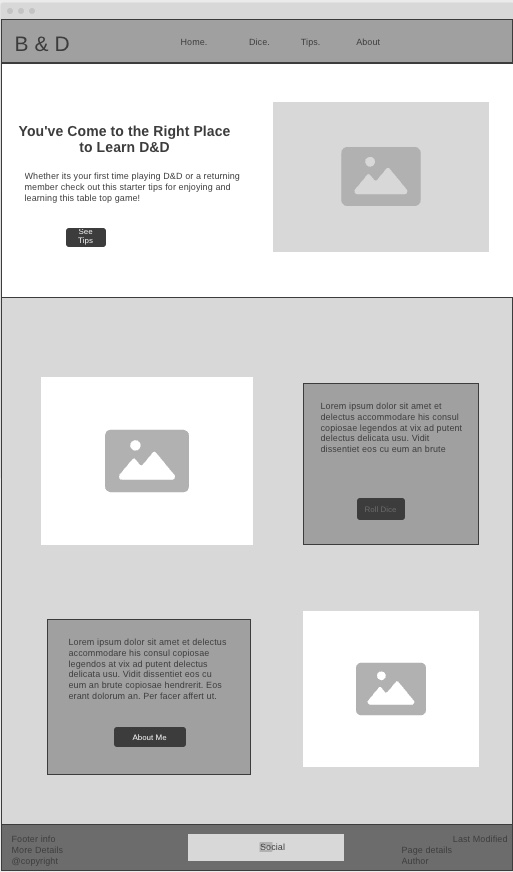 B & D
Home. Dice. Tips. About
You've Come to the Right Place
to Learn D&D
Whether its your first time playing D&D or a returning
member check out this starter tips for enjoying and
learning this table top game!
See
Tips
Lorem ipsum dolor sit amet et
delectus accommodare his consul
copiosae legendos at vix ad putent
delectus delicata usu. Vidit
dissentiet eos cu eum an brute
Roll Dice
Lorem ipsum dolor sit amet et delectus
accommodare his consul copiosae
legendos at vix ad putent delectus
delicata usu. Vidit dissentiet eos cu
eum an brute copiosae hendrerit. Eos
erant dolorum an. Per facer affert ut.
About Me
Footer info
More Details
@copyright
Social
Last Modified
Page details
Author